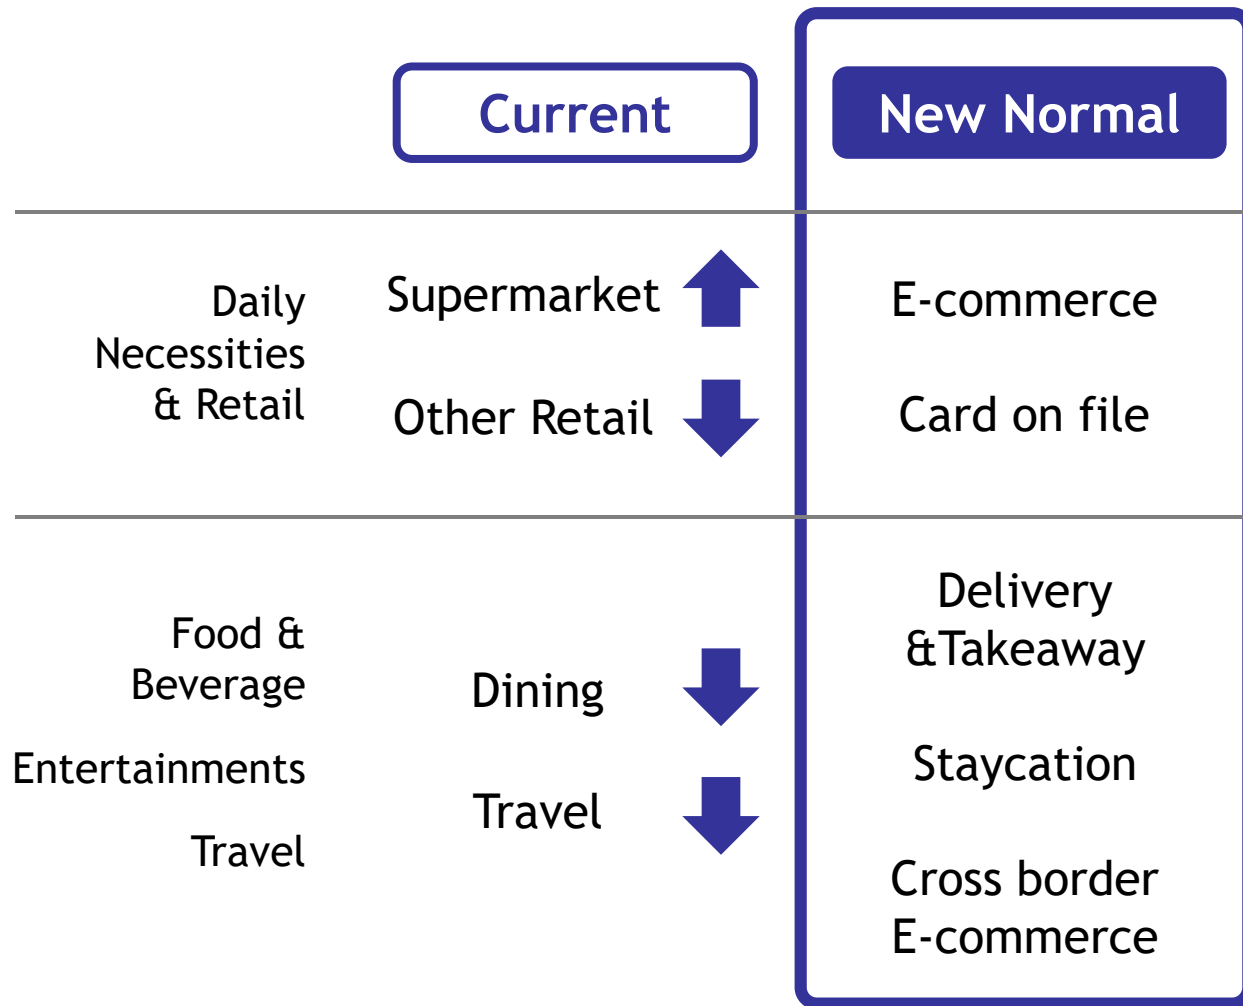 Current
New Normal
Daily
Necessities
& Retail
Supermarket
Other Retail
E-commerce
Card on file
Food &
Beverage
Entertainments
Travel
Dining
Travel
Delivery
&Takeaway
Staycation
Cross border
E-commerce